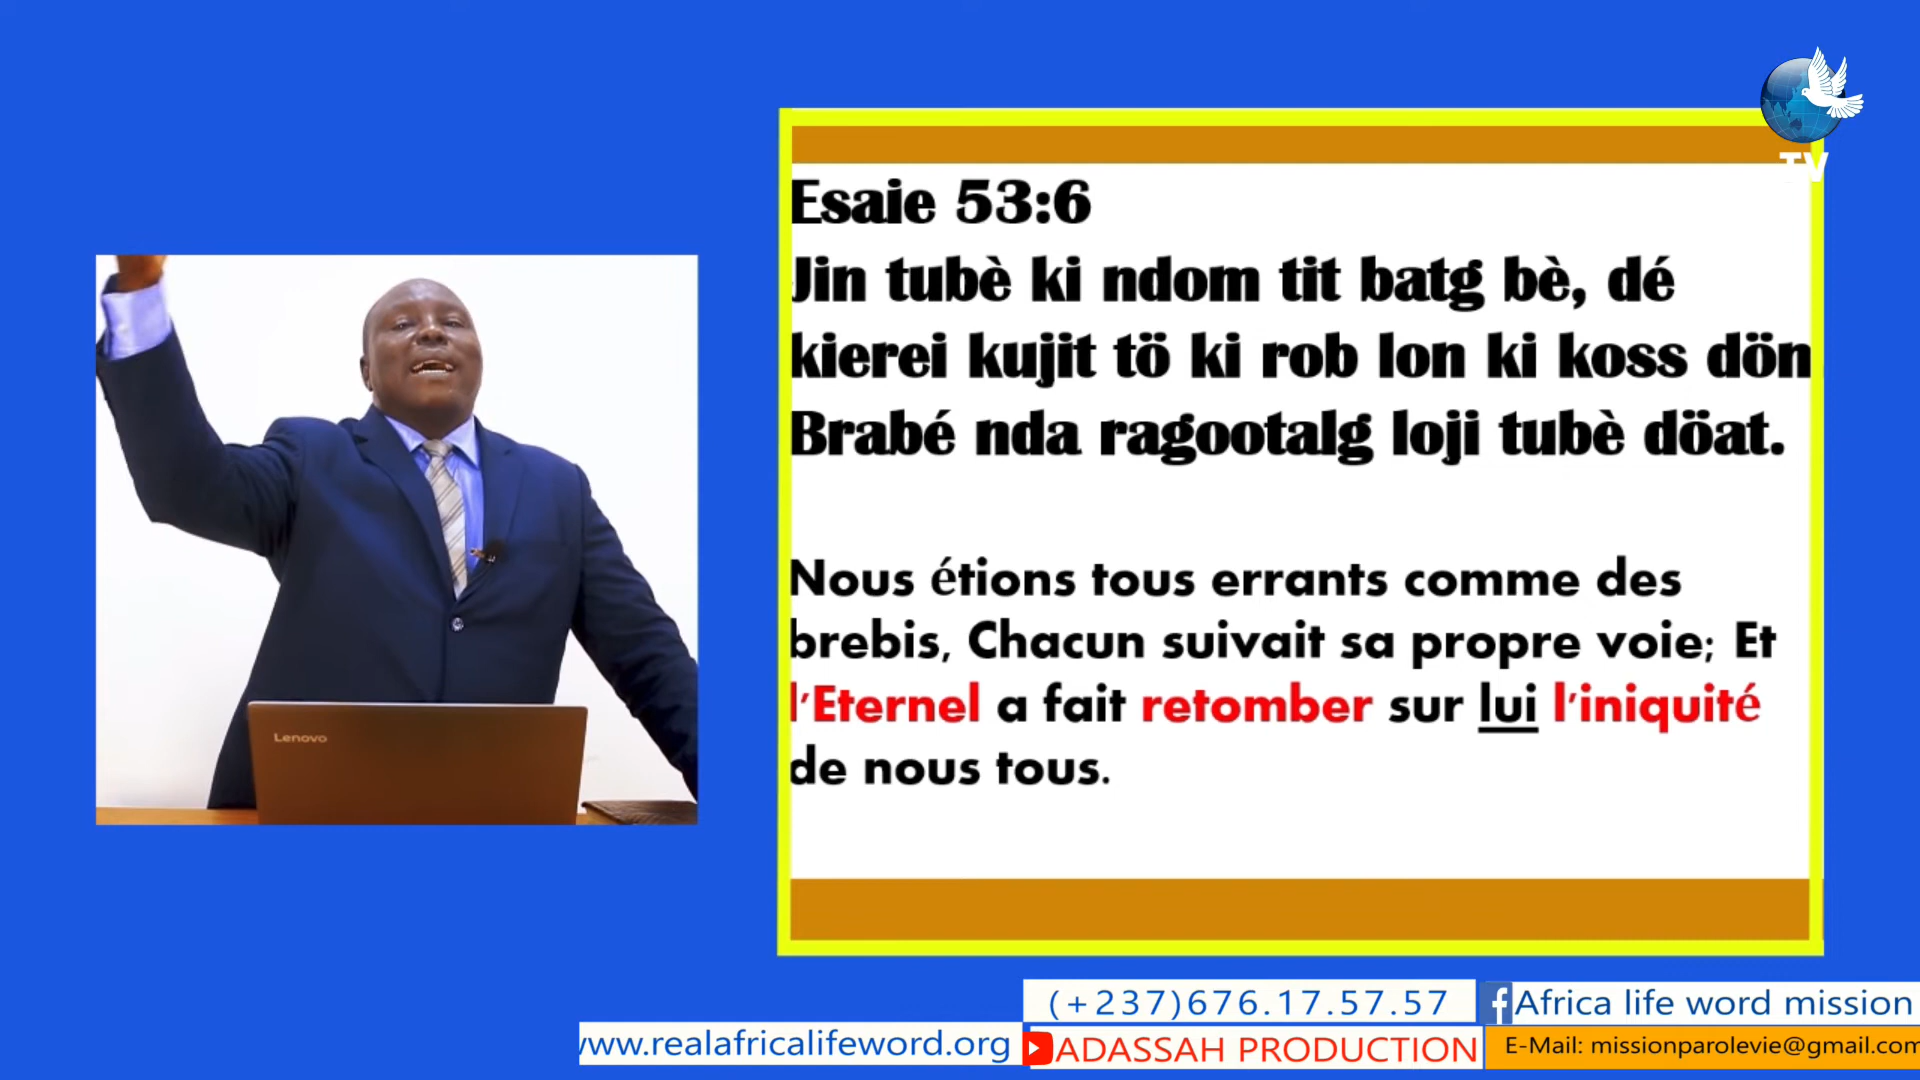 TV
Esaie 53:6
Jin tubè ki ndom tit batg bè, dé
kierei kujit tö ki rob lon ki koss dön
Brabé nda ragootalg loji tubè döat.
Nous étions tous errants comme des
brebis, Chacun suivait sa propre voie; Et
l'Eternel a fait retomber sur lui l'iniquité
de nous tous.
Lenovo
(+237)676.17.57.57
Africa life word mission
www.realafricalifeword.org
ADASSAH PRODUCTION
E-Mail: missionparolevie@gmail.com